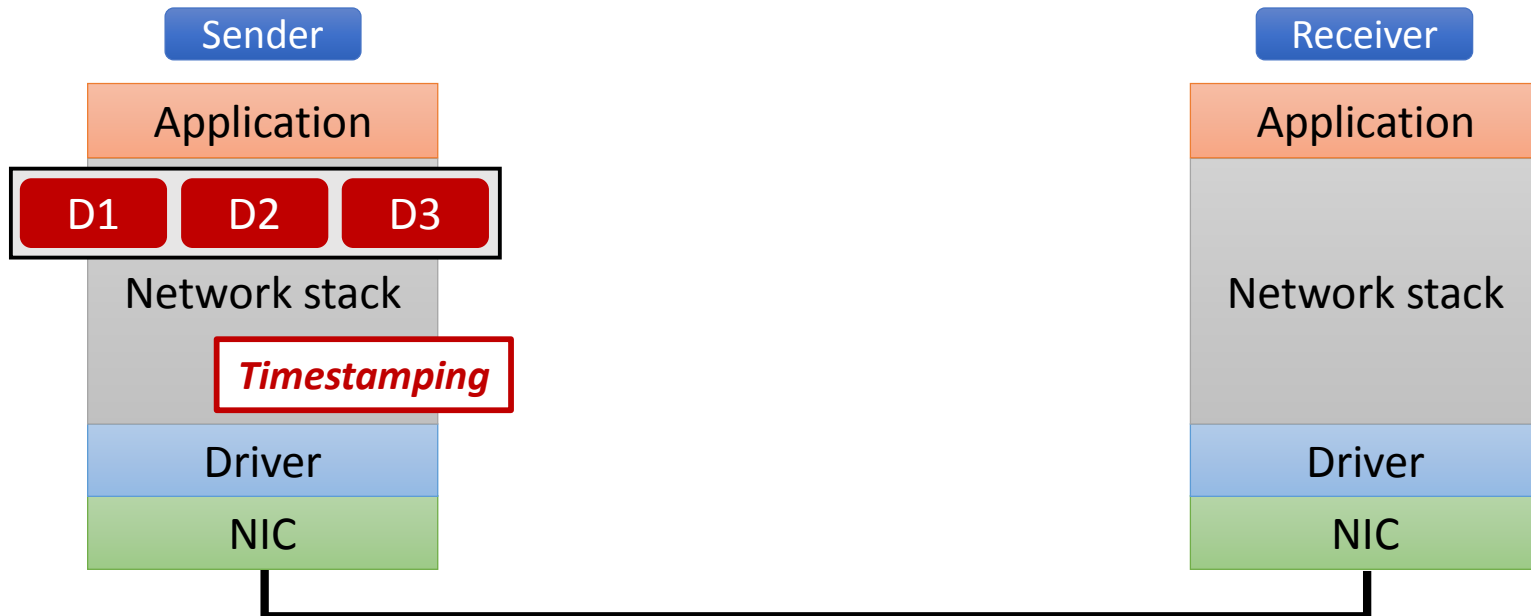 Sender
Receiver
Application
Application
D1 D2 D3
Network stack
Network stack
Timestamping
Driver
Driver
NIC
NIC